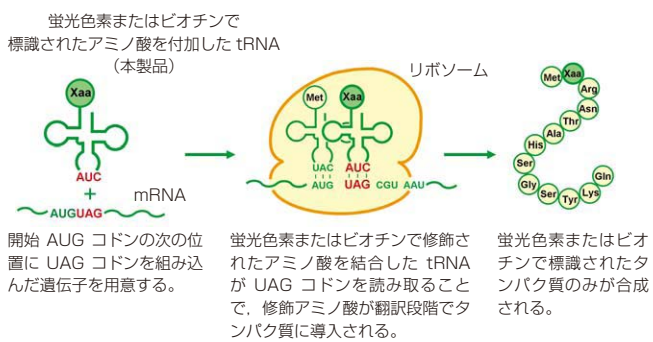 蛍光色素またはビオチンで
標識されたアミノ酸を付加した tRNA
（本製品）
Xaa
AUC
+
mRNA
AUGUAG
リボソーム
Met
Xaa
UAC
AUC
AUG
UAG
CGU
AAU
Met
Xaa
Arg
Asn
Thr
Ala
His
Ser
Gly
Ser
Tyr
Lys
Gln
開始 AUG コドンの次の位
置に UAG コドンを組み込
んだ遺伝子を用意する。
蛍光色素またはビオチンで修飾さ
れたアミノ酸を結合した tRNA
が UAG コドンを読み取ること
で，修飾アミノ酸が翻訳段階でタ
ンパク質に導入される。
蛍光色素またはビオ
チンで標識されたタ
ンパク質のみが合成
される。